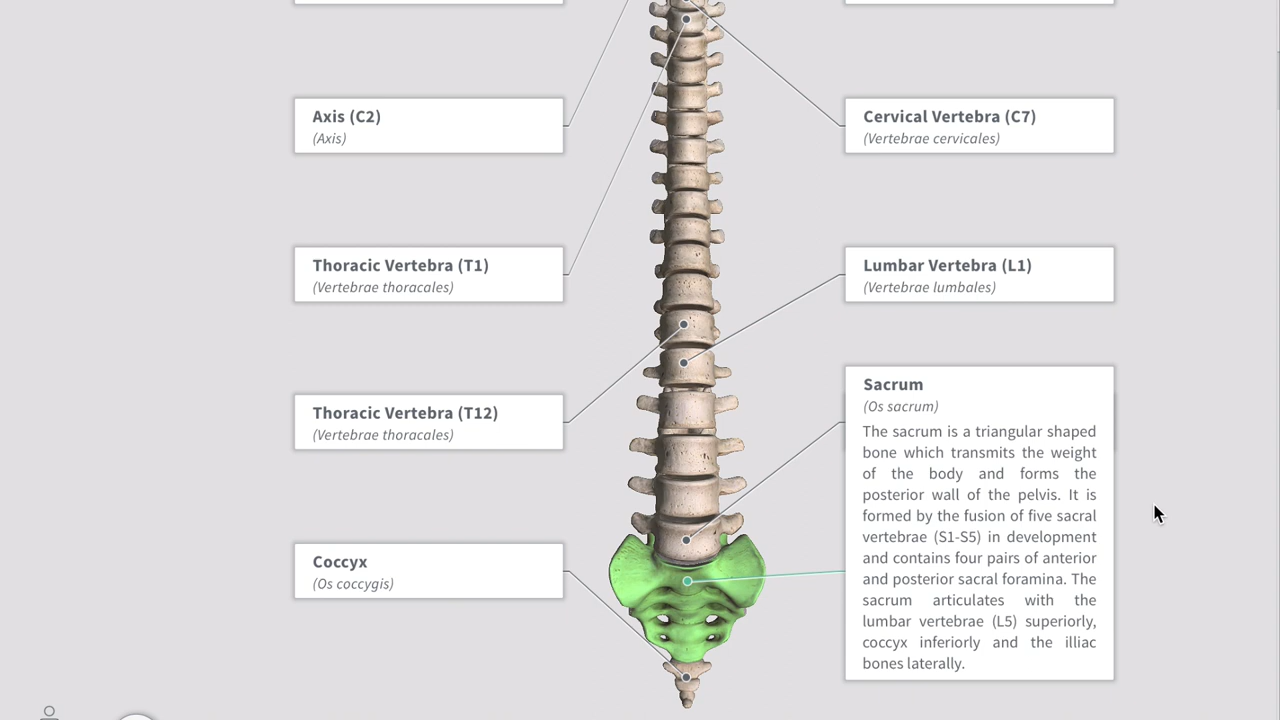 Axis (C2)
(Axis)
Cervical Vertebra (C7)
(Vertebrae cervicales)
Thoracic Vertebra (T1)
(Vertebrae thoracales)
Lumbar Vertebra (L1)
(Vertebrae lumbales)
Thoracic Vertebra (T12)
(Vertebrae thoracales)
Sacrum
(Os sacrum)
The sacrum is a triangular shaped
bone which transmits the weight
of the body and forms the
posterior wall of the pelvis. It is
formed by the fusion of five sacral
vertebrae (S1-S5) in development
and contains four pairs of anterior
and posterior sacral foramina. The
sacrum articulates with the
lumbar vertebrae (L5) superiorly,
coccyx inferiorly and the illiac
bones laterally.
Coccyx
(Os coccygis)